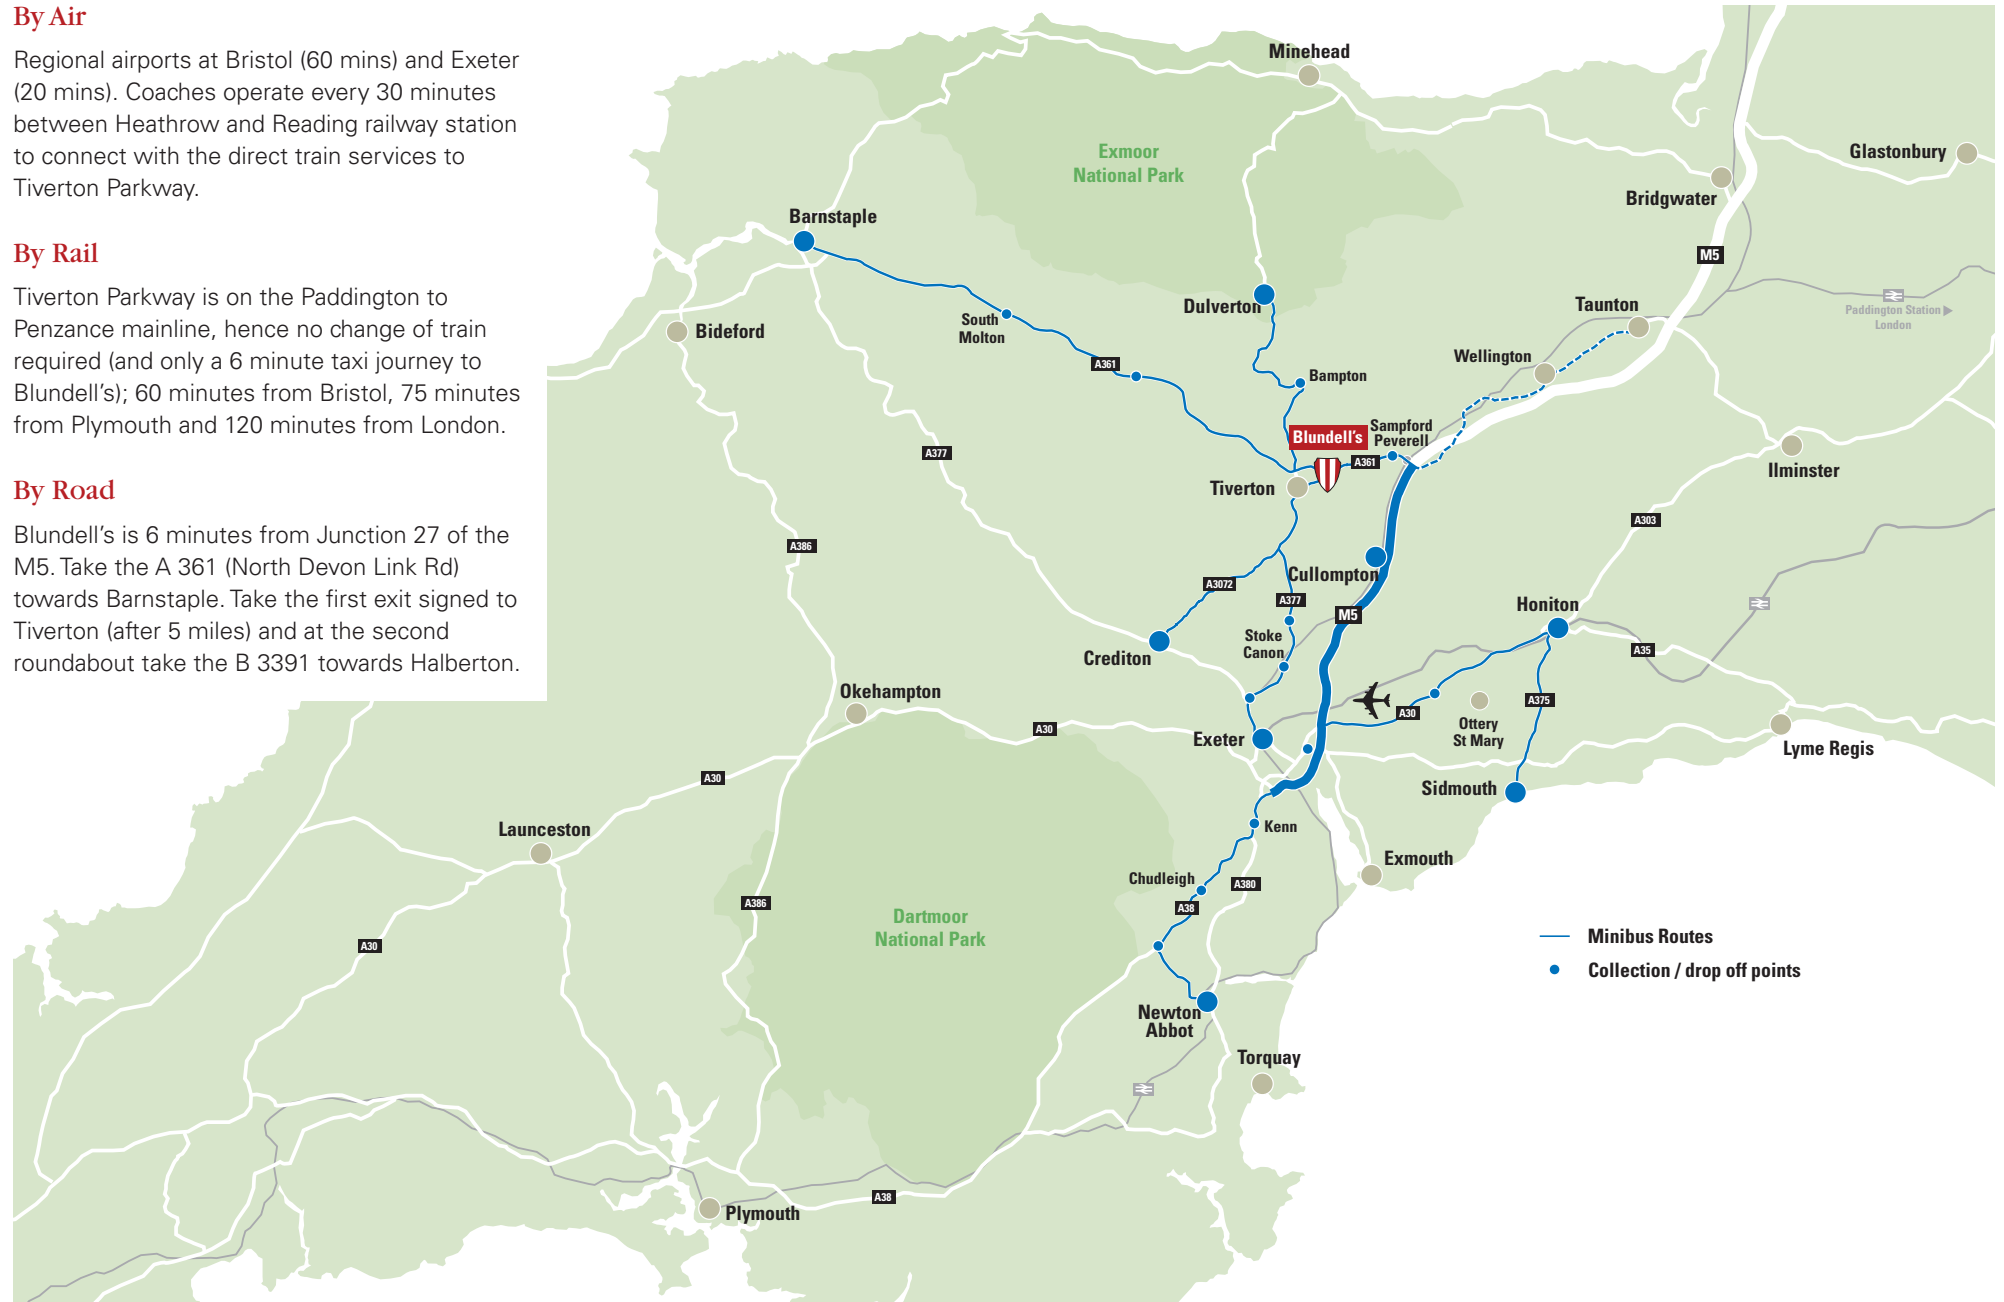 By Air
Regional airports at Bristol (60 mins) and Exeter
(20 mins). Coaches operate every 30 minutes
between Heathrow and Reading railway station
to connect with the direct train services to
Tiverton Parkway.
By Rail
Tiverton Parkway is on the Paddington to
Penzance mainline, hence no change of train
required (and only a 6 minute taxi journey to
Blundell’s); 60 minutes from Bristol, 75 minutes
from Plymouth and 120 minutes from London.
By Road
Blundell’s is 6 minutes from Junction 27 of the
M5. Take the A 361 (North Devon Link Rd)
towards Barnstaple. Take the first exit signed to
Tiverton (after 5 miles) and at the second
roundabout take the B 3391 towards Halberton.
Minehead
Exmoor
National Park
Glastonbury
Bridgwater
Barnstaple
M5
Dulverton
Taunton
Paddington Station
London
South
Molton
Bideford
Wellington
A361
Bampton
Blundell’s
Sampford
Peverell
A361
A377
Ilminster
Tiverton
A303
A386
Cullompton
A3072
A377
M5
Honiton
Stoke
Canon
A35
Crediton
Okehampton
A375
A30
A30
Ottery
St Mary
Exeter
Lyme Regis
A30
Sidmouth
Launceston
Kenn
Exmouth
Chudleigh
A380
A386
A38
Dartmoor
National Park
A30
Minibus Routes
Collection / drop off points
Newton
Abbot
Torquay
A38
Plymouth